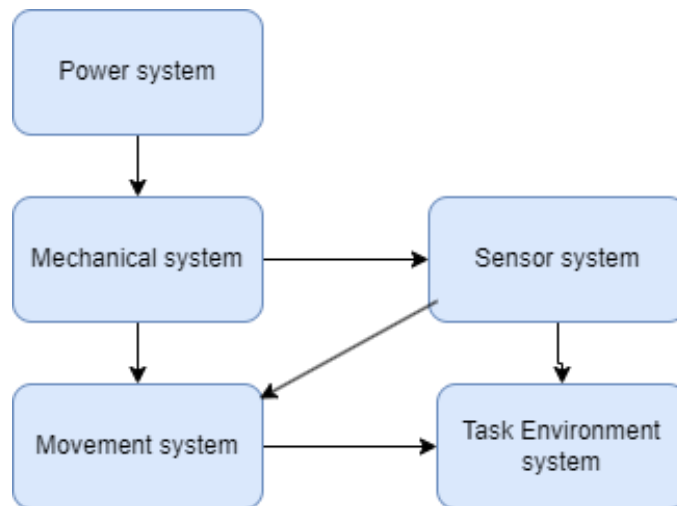 Power system
Mechanical system
Sensor system
Movement system
Task Environment
system